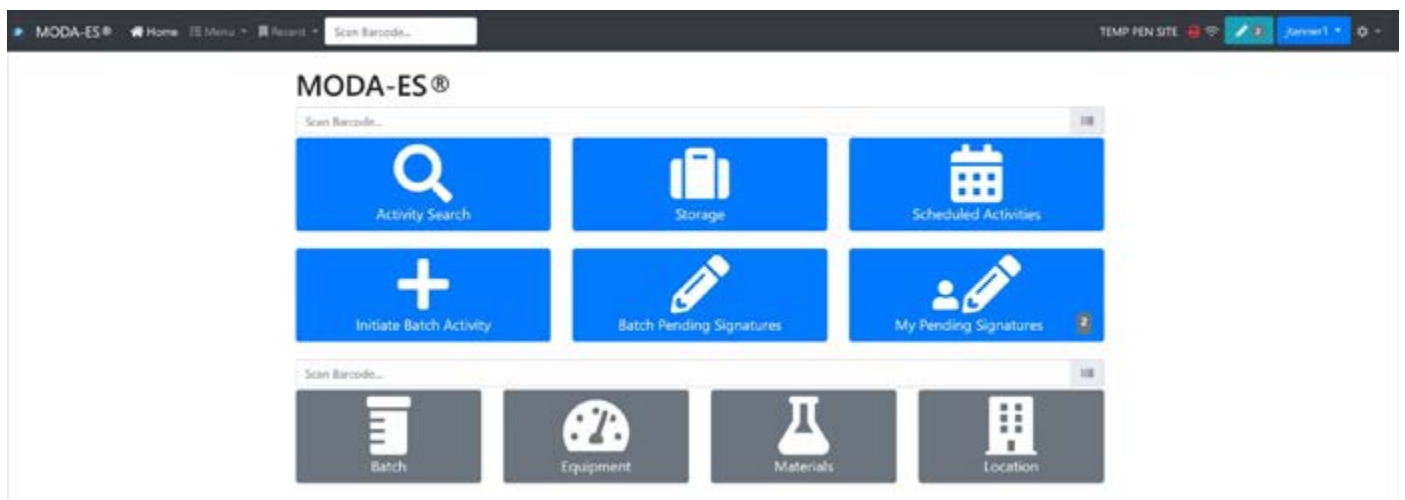 MODA-ES® Home Menu Recent Scan Barcode... TEMP PEN SITE jtanner1
MODA-ES®
Scan Barcode...
Activity Search Storage Scheduled Activities
Initiate Batch Activity Batch Pending Signatures My Pending Signatures 2
Scan Barcode...
Batch Equipment Materials Location